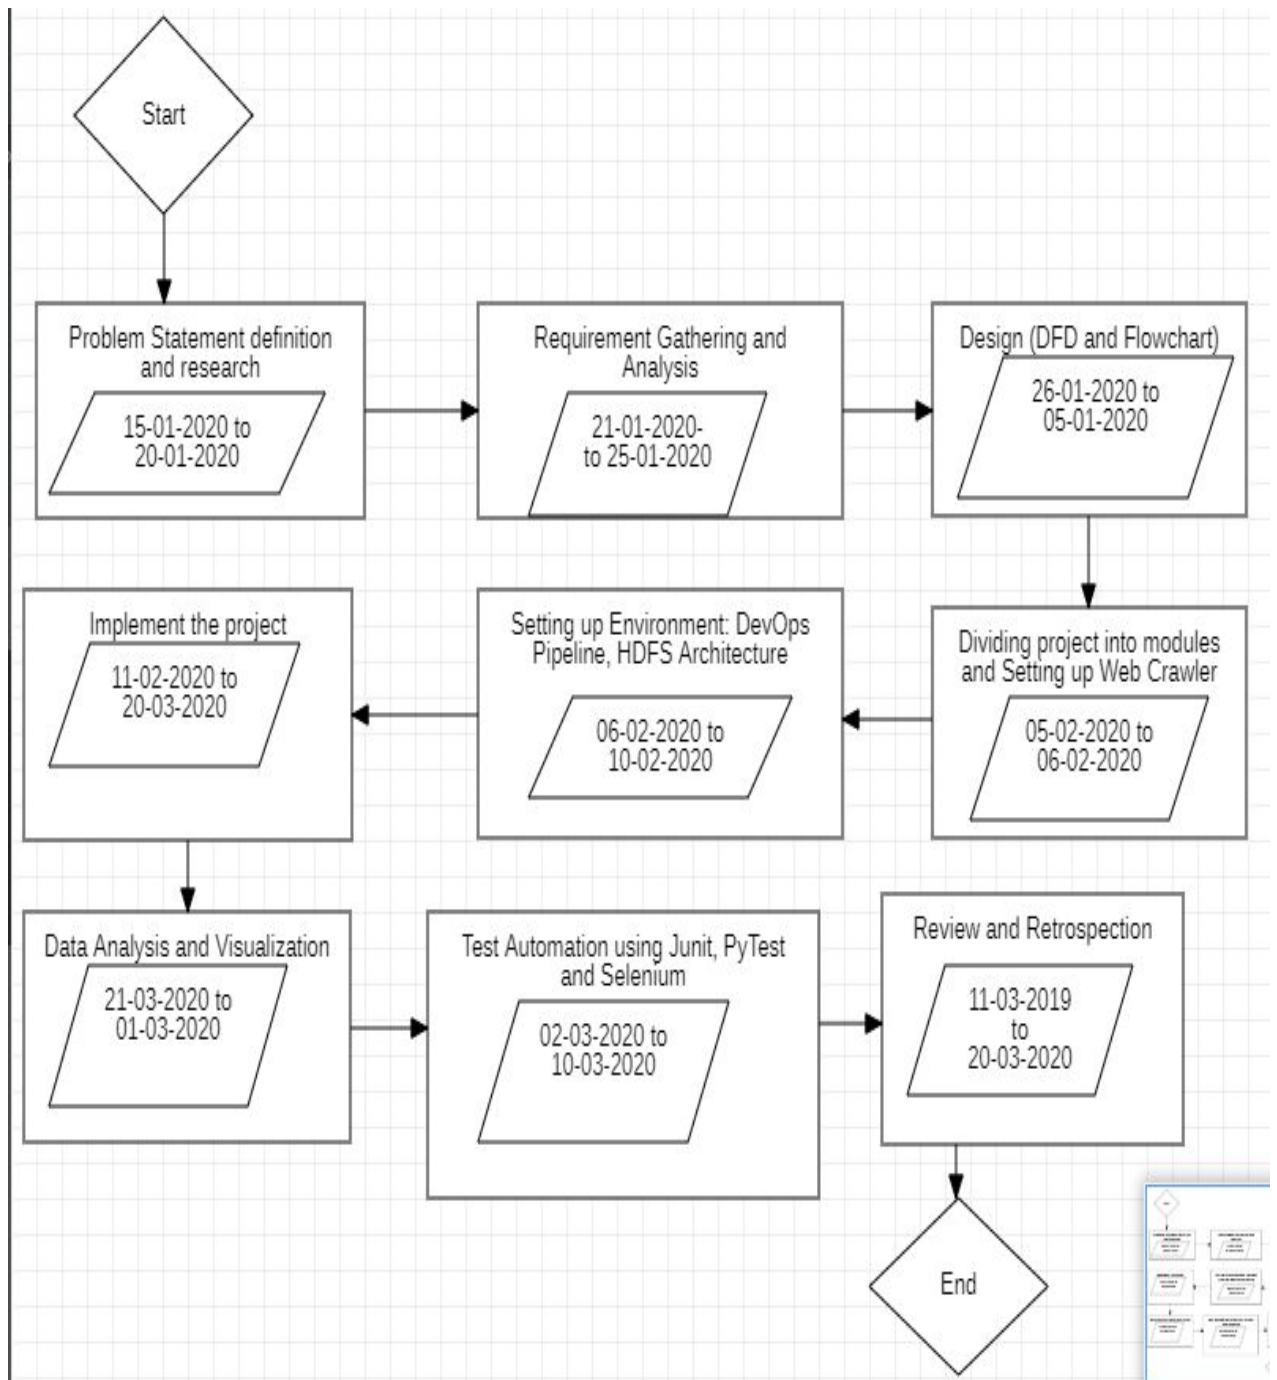 Start
Problem Statement definition
and research
15-01-2020 to
20-01-2020
Requirement Gathering and
Analysis
21-01-2020-
to 25-01-2020
Design (DFD and Flowchart)
26-01-2020 to
05-01-2020
Dividing project into modules
and Setting up Web Crawler
05-02-2020 to
06-02-2020
Setting up Environment: DevOps
Pipeline, HDFS Architecture
06-02-2020 to
10-02-2020
Implement the project
11-02-2020 to
20-03-2020
Data Analysis and Visualization
21-03-2020 to
01-03-2020
Test Automation using Junit, PyTest
and Selenium
02-03-2020 to
10-03-2020
Review and Retrospection
11-03-2019
to
20-03-2020
End